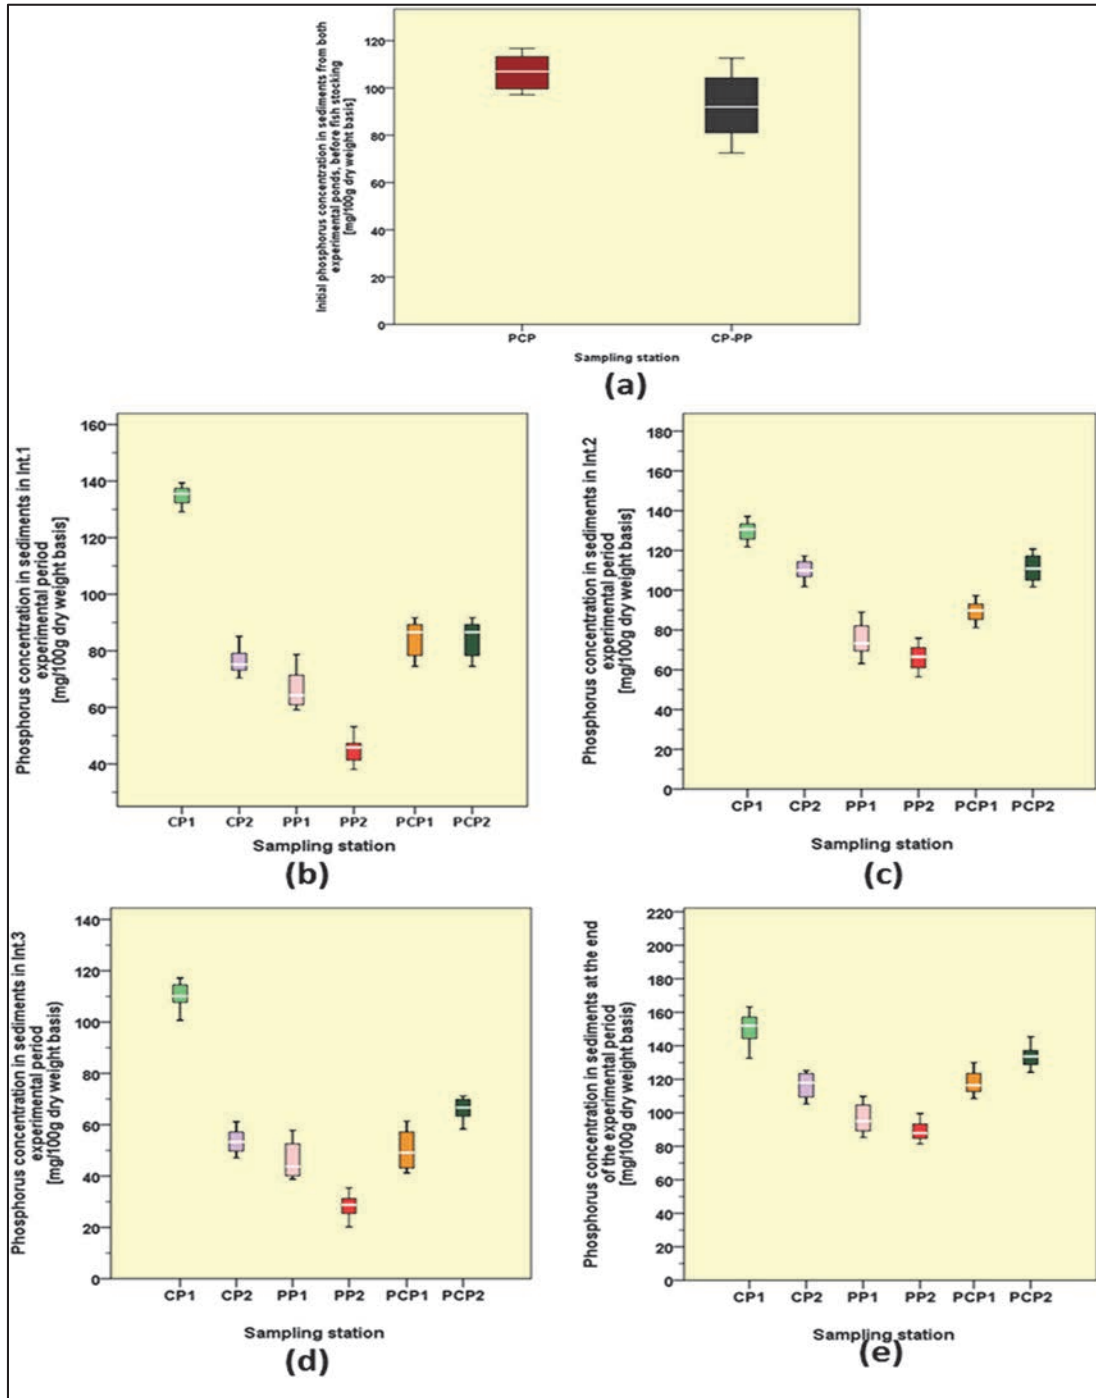 Initial phosphorus concentration in sediments from both
experimental ponds, before fish stocking
[mg/100g dry weight basis]
120
100
80
60
40
20
0
PCP CP-PP
Sampling station
(a)
Phosphorus concentration in sediments in Int.1
experimental period
[mg/100g dry weight basis]
160
140
120
100
80
60
40
CP1 CP2 PP1 PP2 PCP1 PCP2
Sampling station
(b)
Phosphorus concentration in sediments in Int.2
experimental period
[mg/100g dry weight basis]
180
160
140
120
100
80
60
40
20
0
CP1 CP2 PP1 PP2 PCP1 PCP2
Sampling station
(c)
Phosphorus concentration in sediments in Int.3
experimental period
[mg/100g dry weight basis)
140
120
100
80
60
40
20
0
CP1 CP2 PP1 PP2 PCP1 PCP2
Sampling station
(d)
Phosphorus concentration in sediments at the end
of the experimental period
[mg/100g dry weight basis)
220
200
180
160
140
120
100
80
60
40
20
0
CP1 CP2 PP1 PP2 PCP1 PCP2
Sampling station
(e)